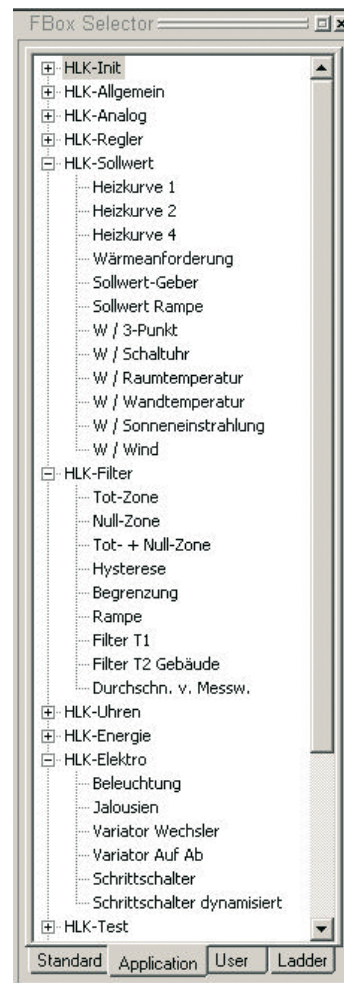 FBox Selector
HLK-Init
HLK-Allgemein
HLK-Analog
HLK-Regler
HLK-Sollwert
Heizkurve 1
Heizkurve 2
Heizkurve 4
Wärmeanforderung
Sollwert-Geber
Sollwert Rampe
W / 3-Punkt
W / Schaltuhr
W / Raumtemperatur
W / Wandtemperatur
W / Sonneneinstrahlung
W / Wind
HLK-Filter
Tot-Zone
Null-Zone
Tot- + Null-Zone
Hysterese
Begrenzung
Rampe
Filter T1
Filter T2 Gebäude
Durchschn. v. Messw.
HLK-Uhren
HLK-Energie
HLK-Elektro
Beleuchtung
Jalousien
Variator Wechsler
Variator Auf Ab
Schrittschalter
Schrittschalter dynamisiert
HLK-Test
Standard Application User Ladder